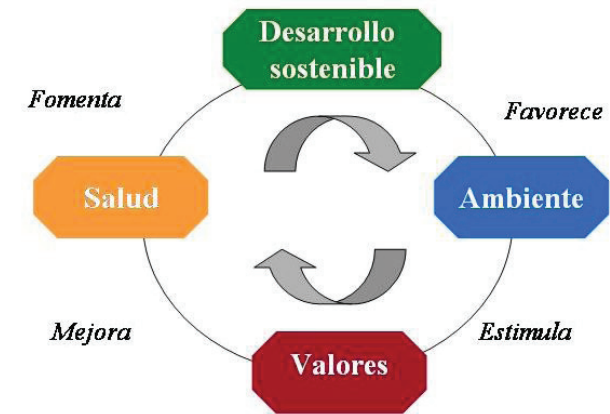 Desarrollo
sostenible
Fomenta
Favorece
Salud
Ambiente
Mejora
Estimula
Valores